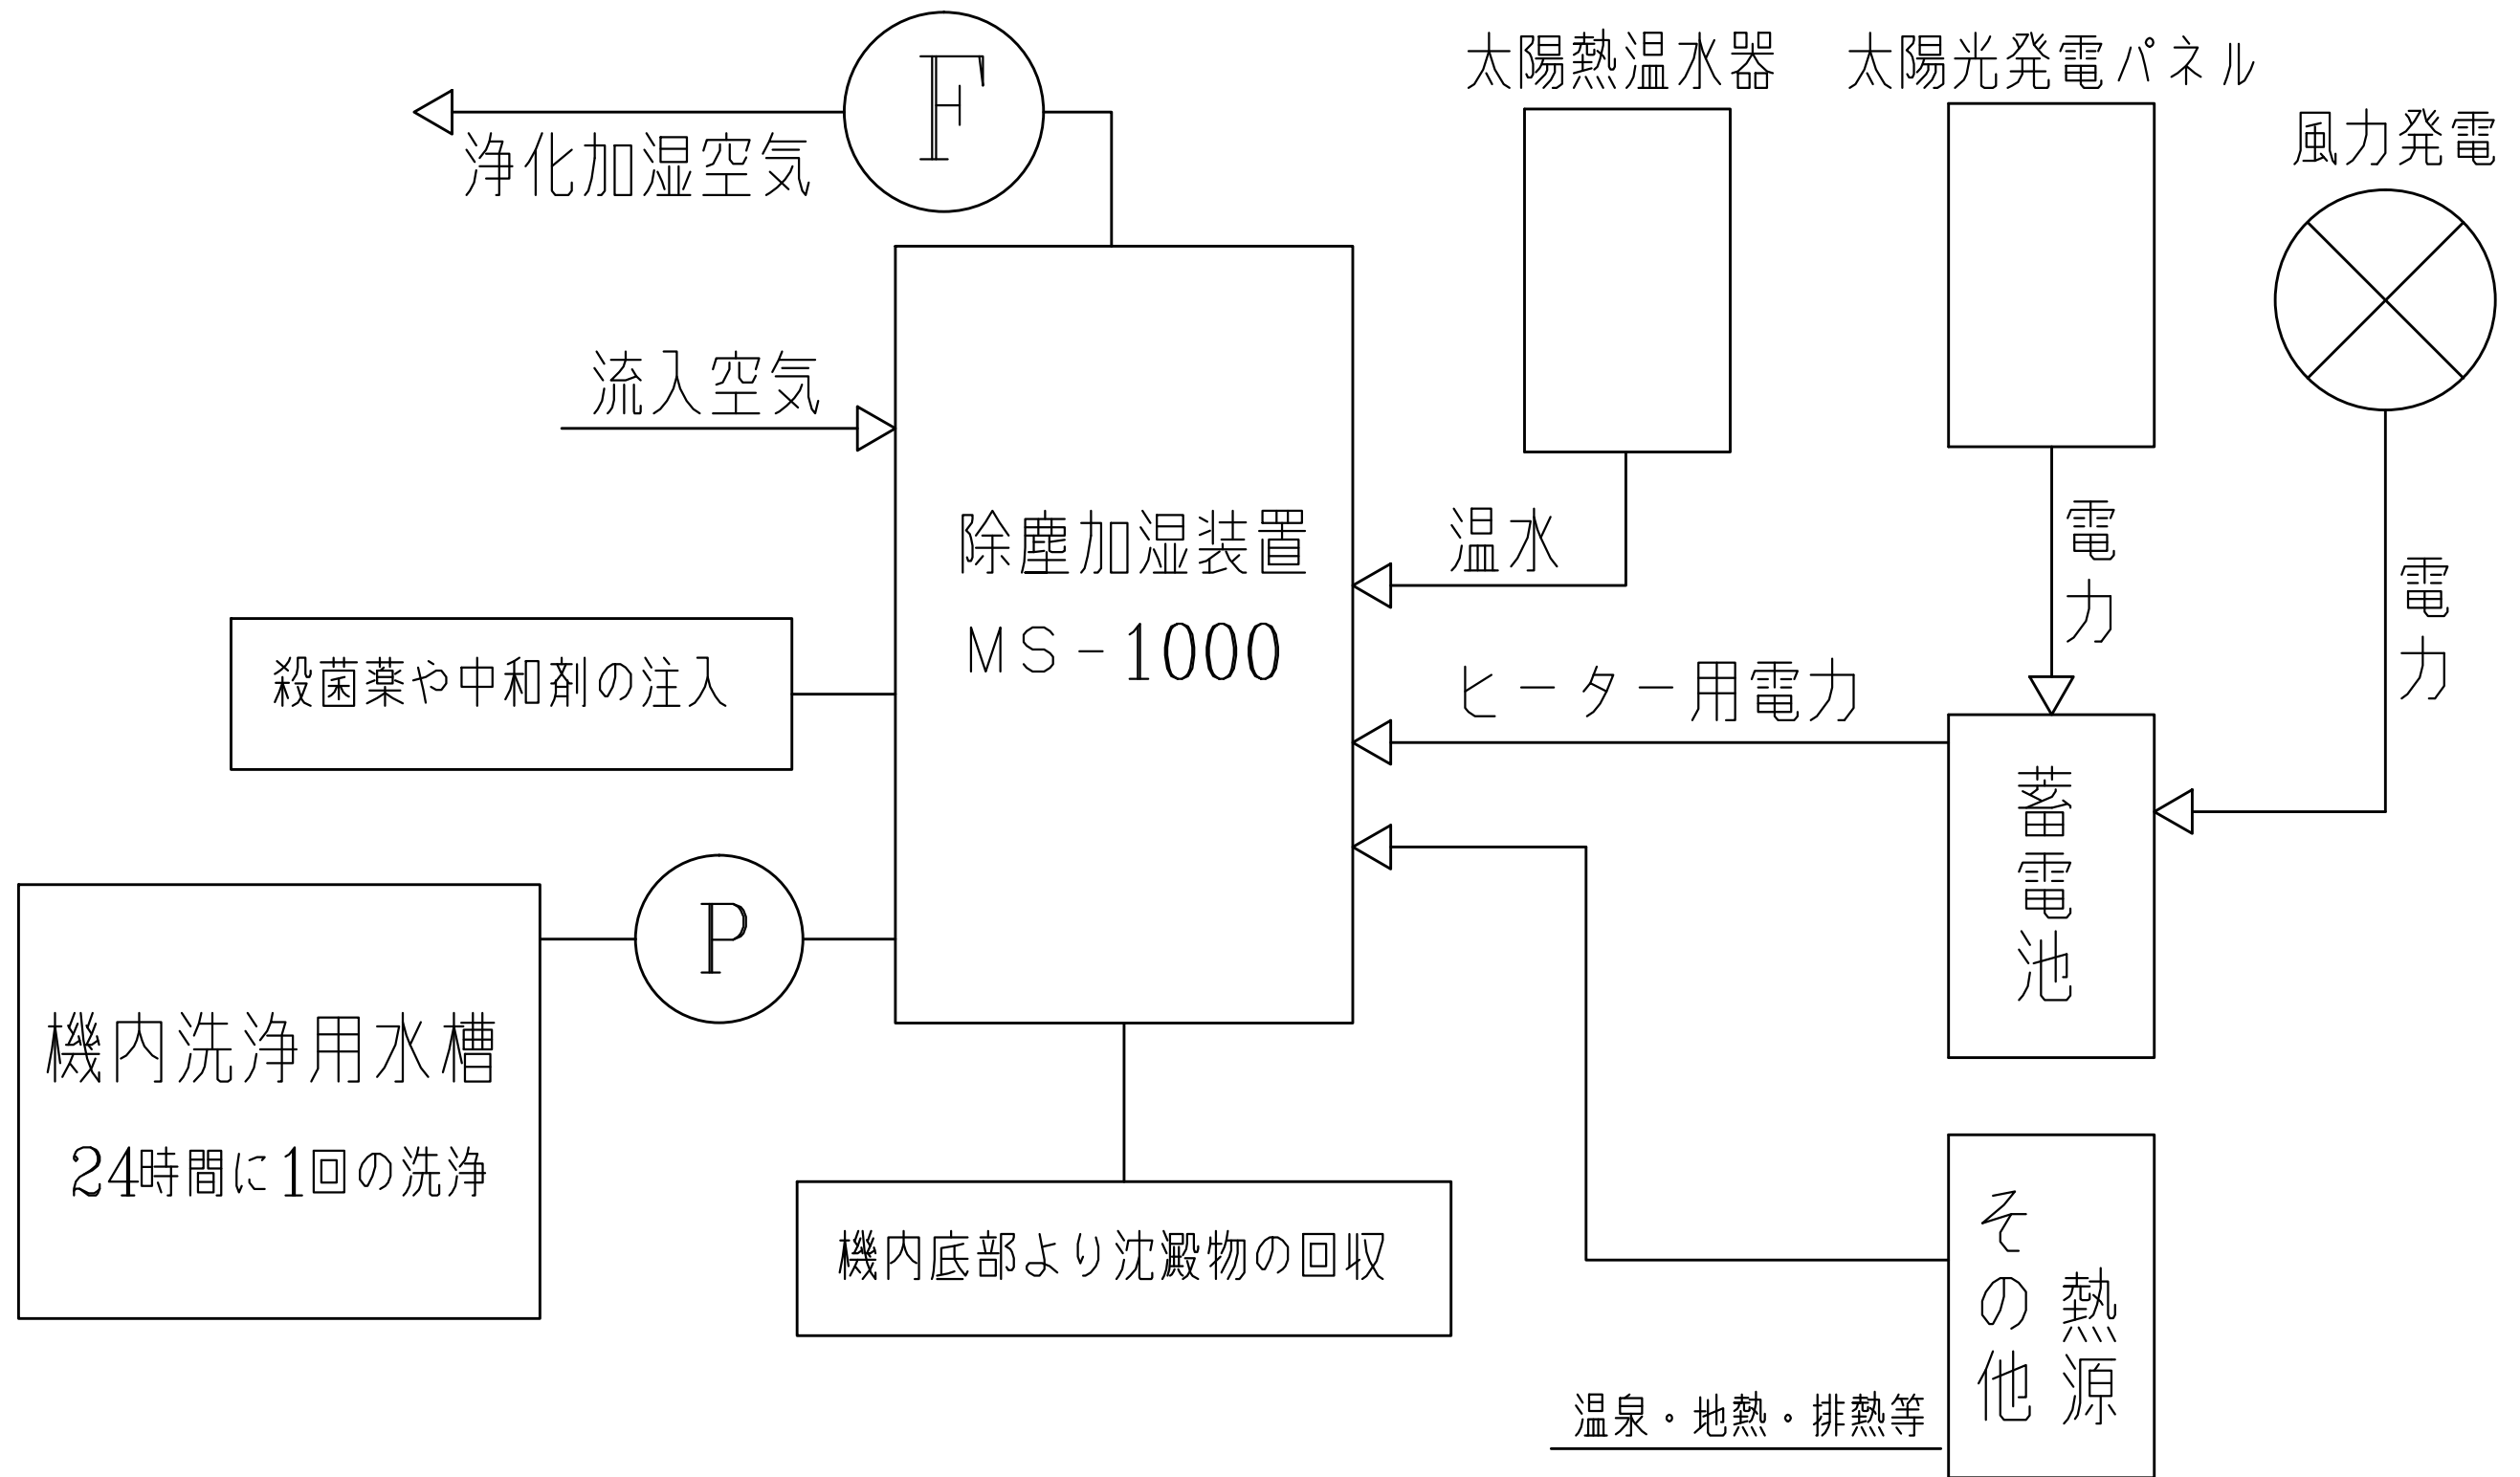 F
太陽熱温水器
太陽光発電パネル
風力発電
浄化加湿空気
流入空気
除塵加湿装置
MS-1000
温水
電力
電力
ヒーター用電力
殺菌薬や中和剤の注入
蓄電池
P
機内洗浄用水槽
24時間に1回の洗浄
機内底部より沈澱物の回収
その他
熱源
温泉・地熱・排熱等